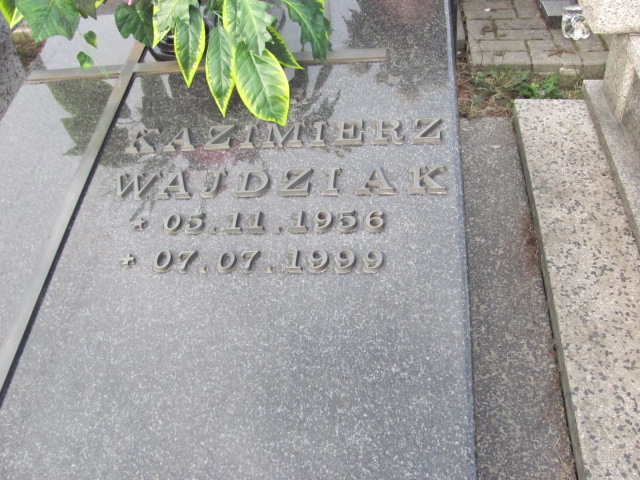 KAZIMIERZ
WAJDZIAK
* 05.11.1956
+ 07.07.1999